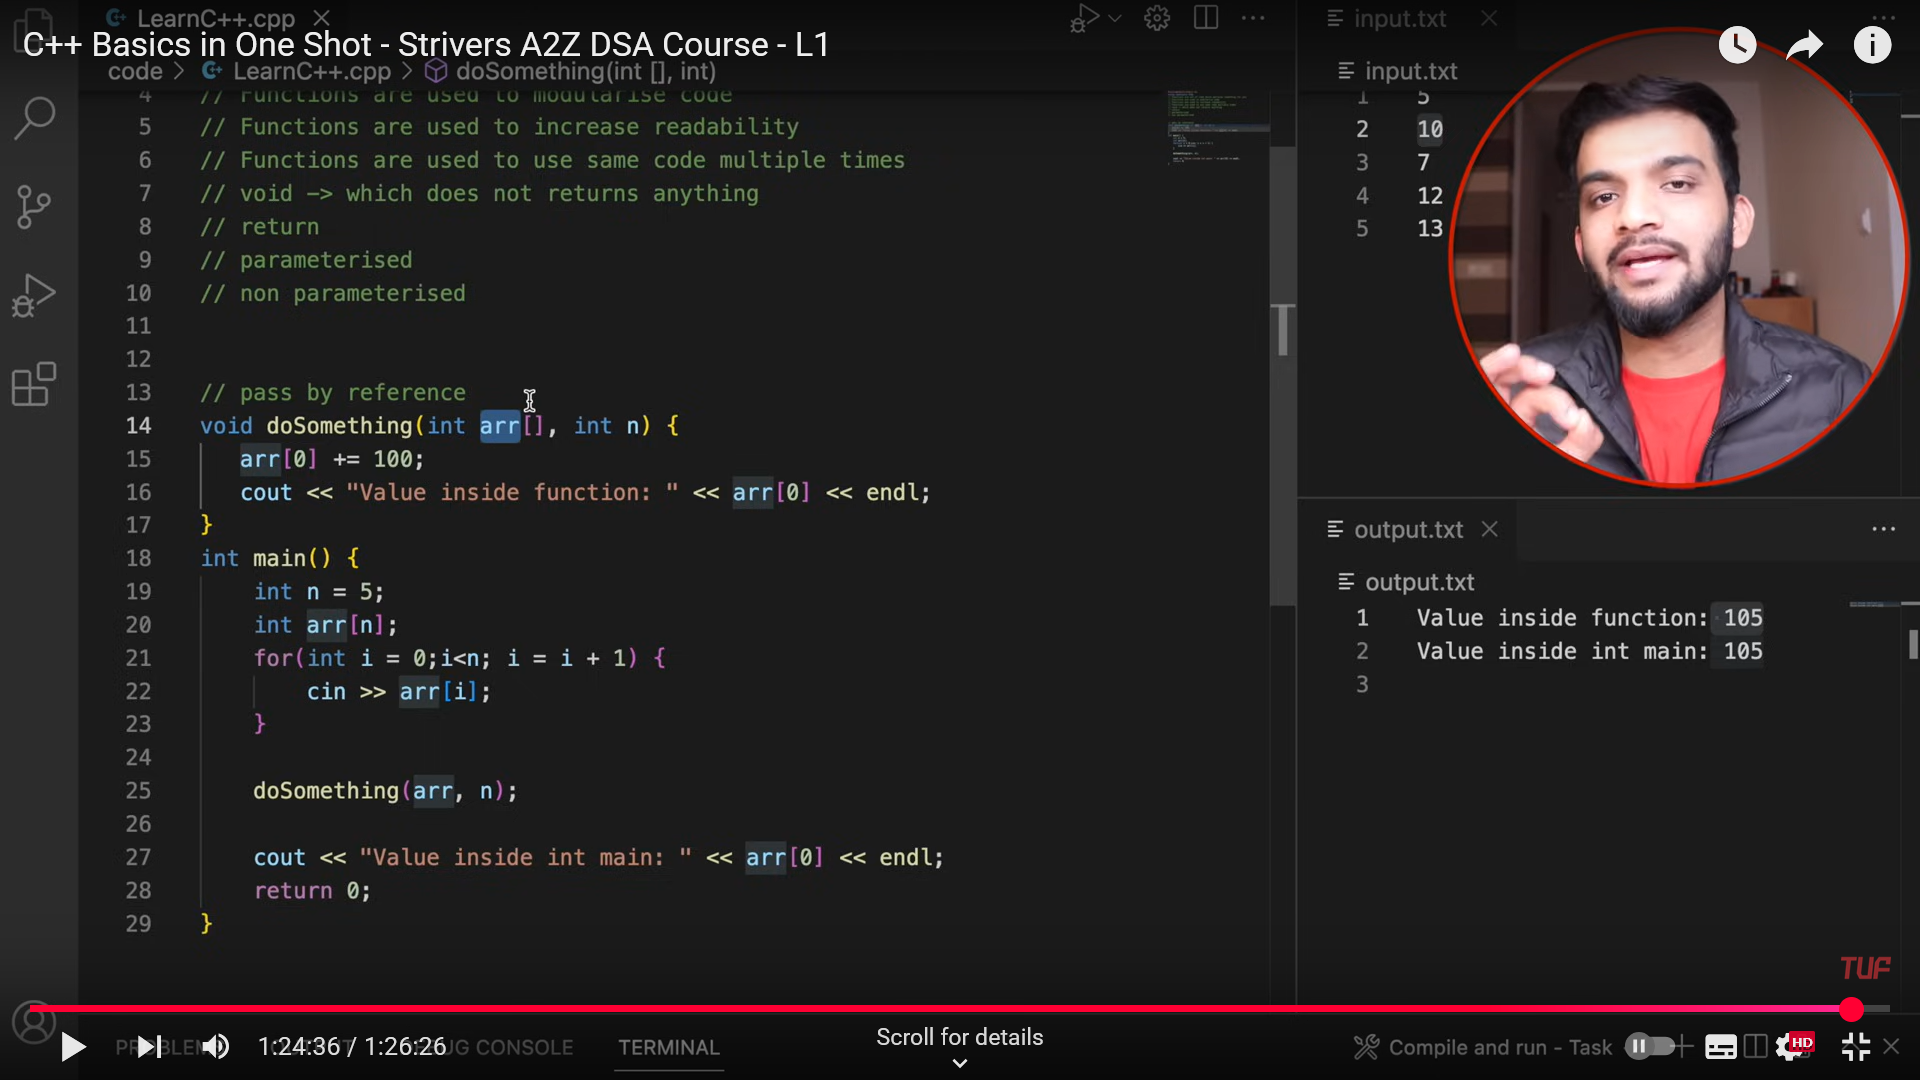 LearnC++.cpp
C++ Basics in One Shot - Strivers A2Z DSA Course - L1
code > LearnC++.cpp > doSomething(int [], int)
4 // Functions are used to modularise code
5 // Functions are used to increase readability
6 // Functions are used to use same code multiple times
7 // void -> which does not returns anything
8 // return
9 // parameterised
10 // non parameterised
11
12
13 // pass by reference
14 void doSomething(int arr[], int n) {
15 arr[0] += 100;
16 cout << "Value inside function: " << arr[0] << endl;
17 }
18 int main() {
19 int n = 5;
20 int arr[n];
21 for(int i = 0;i<n; i = i + 1) {
22 cin >> arr[i];
23 }
24
25 doSomething(arr, n);
26
27 cout << "Value inside int main: " << arr[0] << endl;
28 return 0;
29 }
input.txt
input.txt
1 5
2 10
3 7
4 12
5 13
output.txt
output.txt
1 Value inside function: 105
2 Value inside int main: 105
3
TUF
1:24:36 / 1:26:26
CONSOLE
TERMINAL
Scroll for details
Compile and run - Task
HD